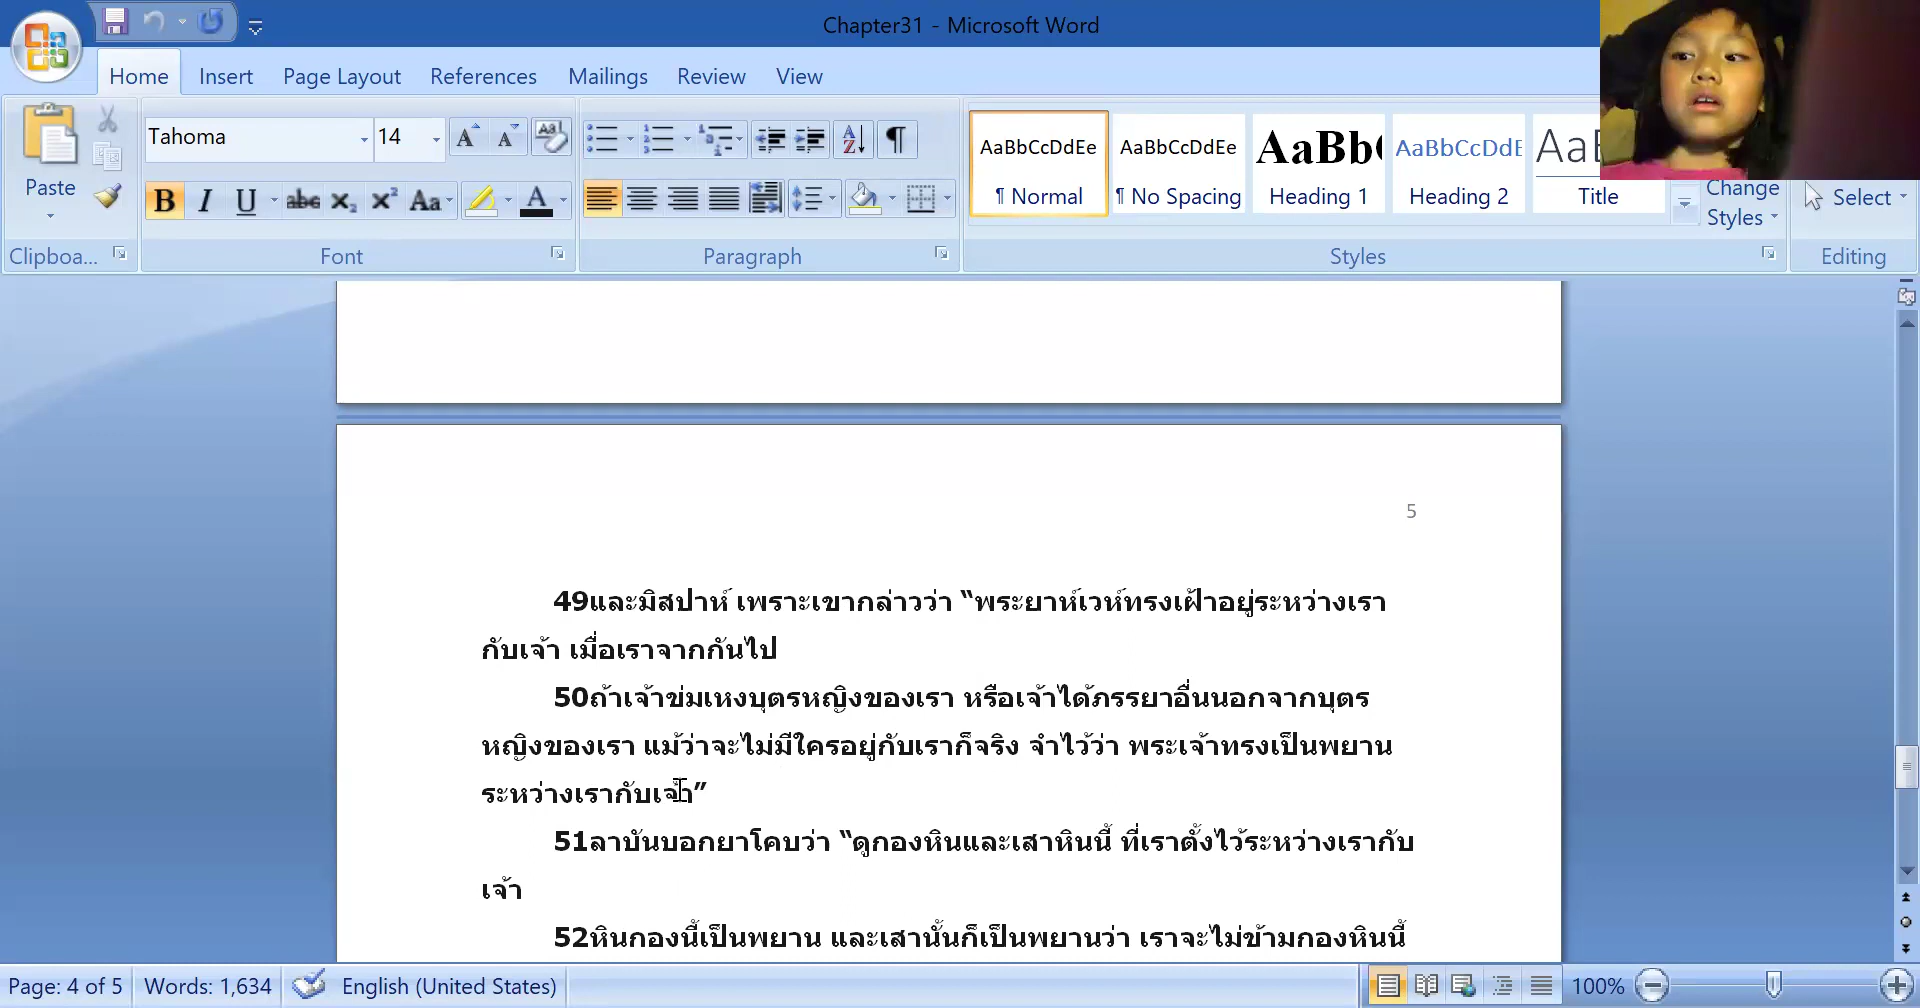 Chapter31 - Microsoft Word
Home Insert Page Layout References Mailings Review View
Paste
Clipboa...
Tahoma 14
Font
Paragraph
AaBbCcDdEe AaBbCcDdEe AaBb( AaBbCcDdE AaE
¶ Normal ¶ No Spacing Heading 1 Heading 2 Title
Change Styles
Styles
Select
Editing
5
49และมิสปาห์ เพราะเขากล่าวว่า “พระยาห์เวห์ทรงเฝ้าอยู่ระหว่างเรา
กับเจ้า เมื่อเราจากกันไป
50ถ้าเจ้าข่มเหงบุตรหญิงของเรา หรือเจ้าได้ภรรยาอื่นนอกจากบุตร
หญิงของเรา แม้ว่าจะไม่มีใครอยู่กับเราก็จริง จำไว้ว่า พระเจ้าทรงเป็นพยาน
ระหว่างเรากับเจ้า”
51ลาบันบอกยาโคบว่า “ดูกองหินและเสาหินนี้ ที่เราตั้งไว้ระหว่างเรากับ
เจ้า
52หินกองนี้เป็นพยาน และเสานั้นก็เป็นพยานว่า เราจะไม่ข้ามกองหินนี้
Page: 4 of 5 Words: 1,634 English (United States) 100%